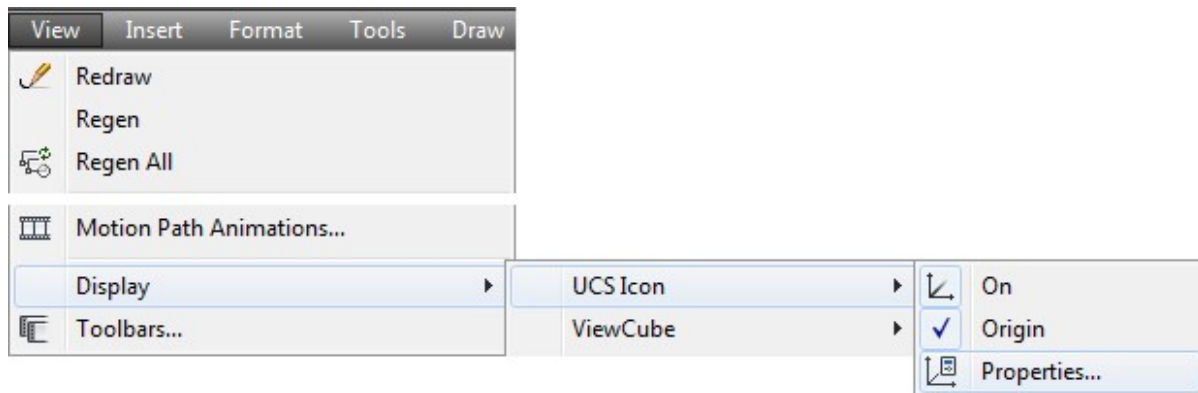 View Insert Format Tools Draw
Redraw
Regen
Regen All
Motion Path Animations...
Display UCS Icon On
Toolbars... ViewCube Origin
Properties...